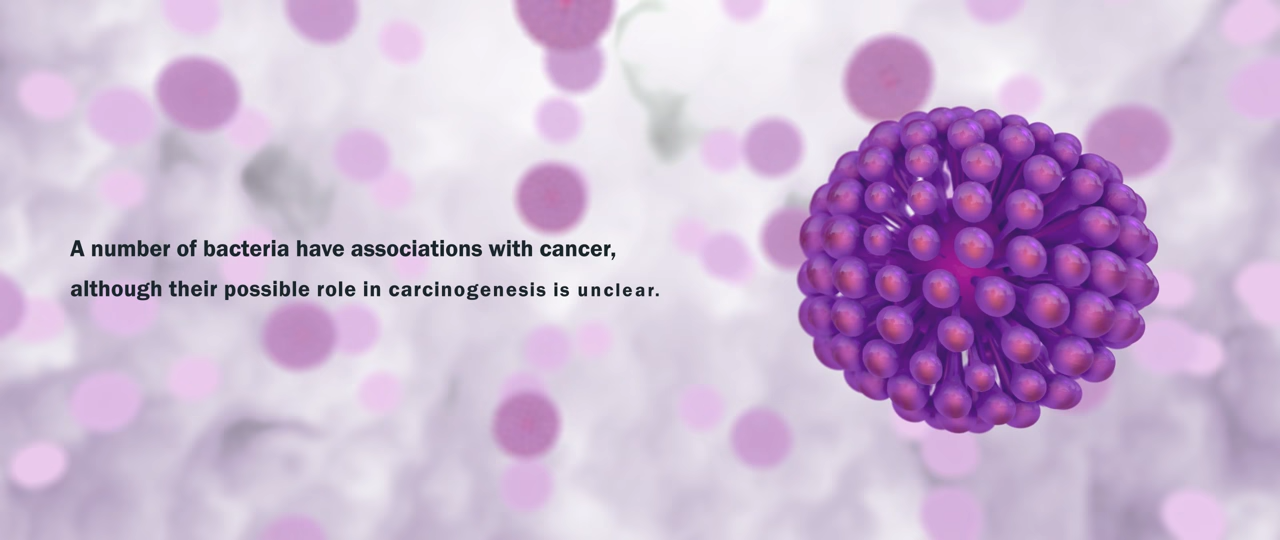 A number of bacteria have associations with cancer,
although their possible role in carcinogenesis is unclear.